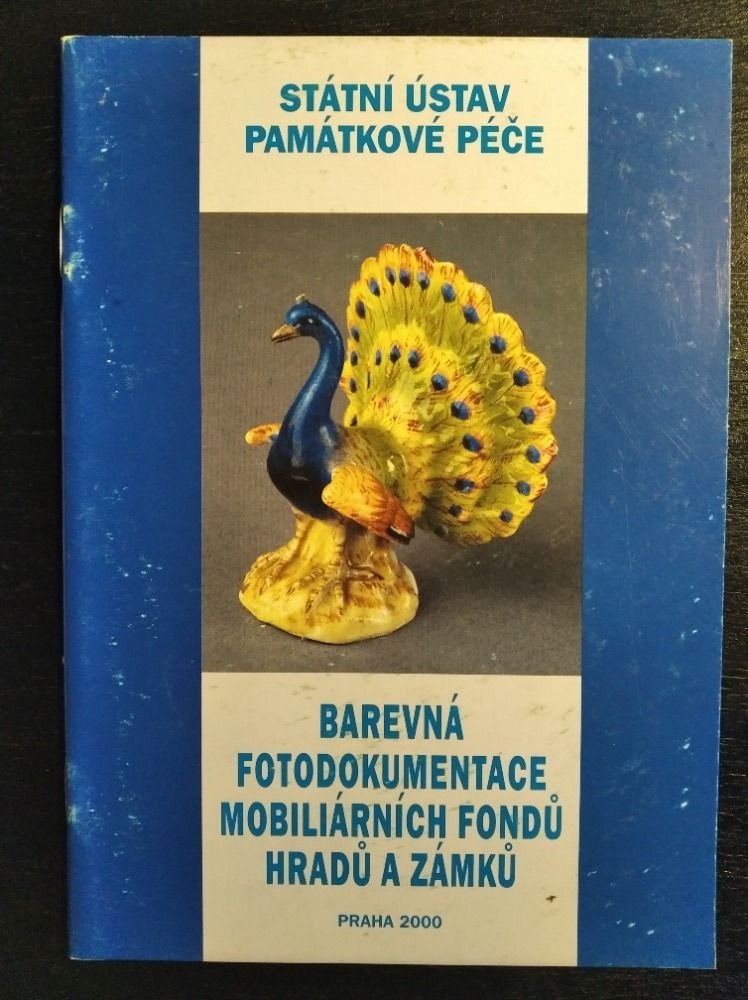 STÁTNÍ ÚSTAV
PAMÁTKOVÉ PÉČE
BAREVNÁ
FOTODOKUMENTACE
MOBILIÁRNÍCH FONDŮ
HRADŮ A ZÁMKŮ
PRAHA 2000